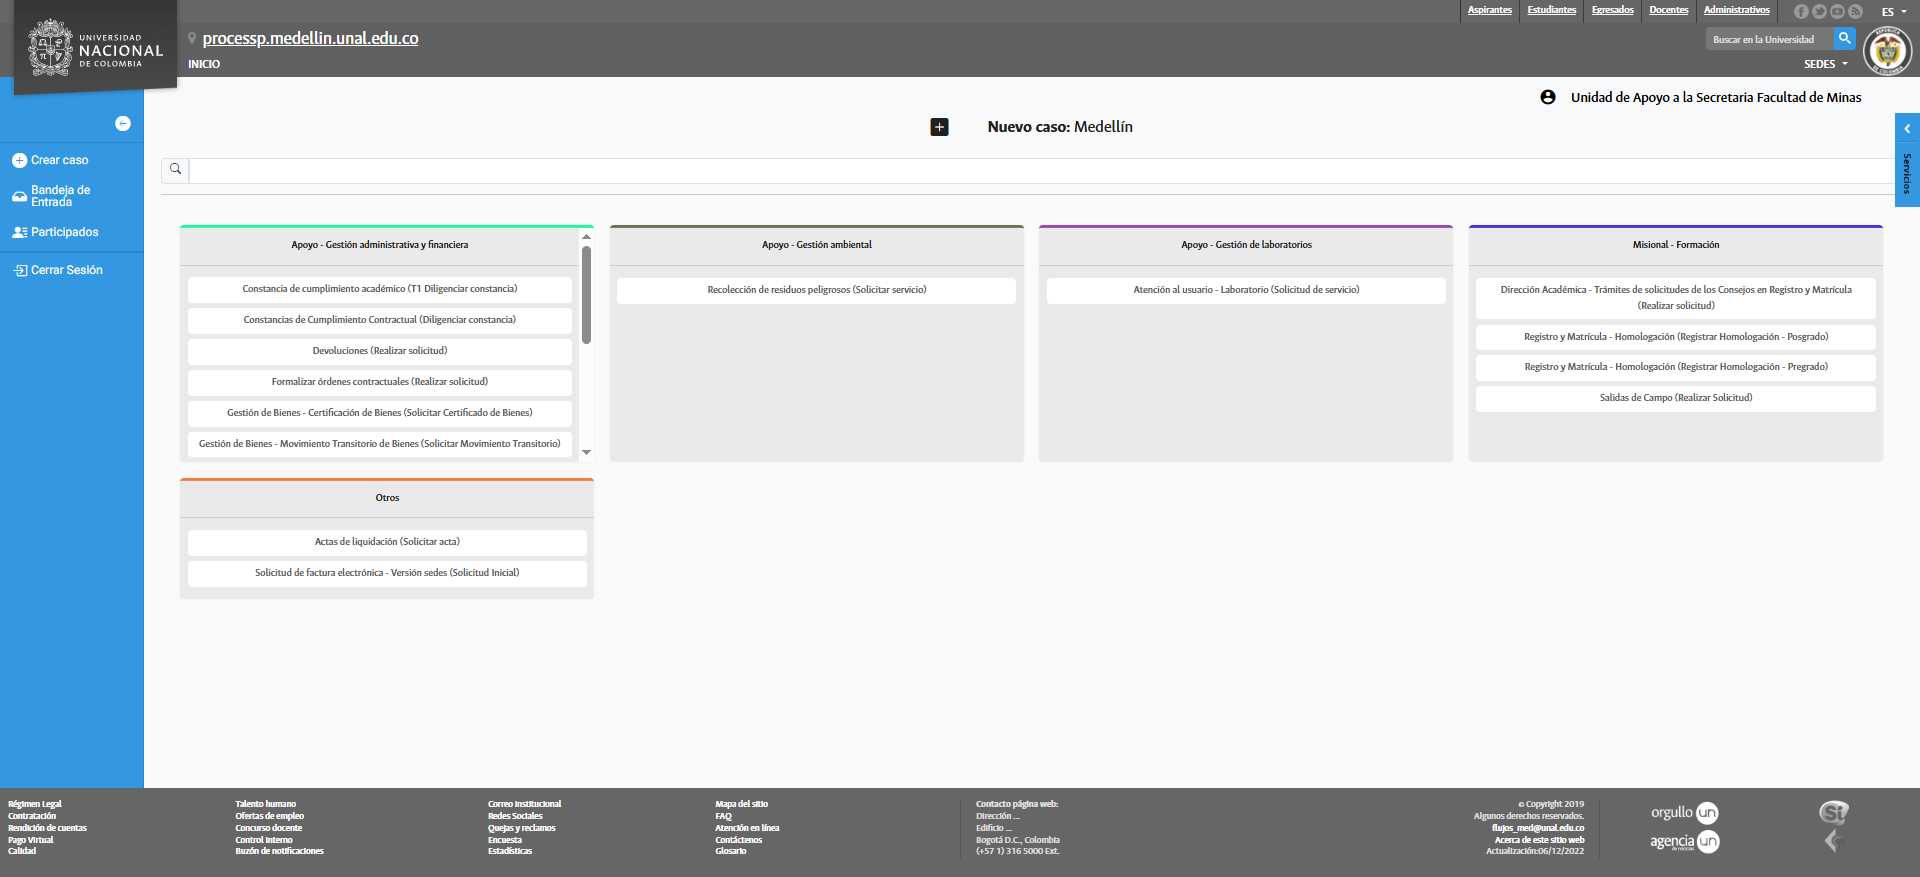 Aspirantes
Estudiantes
Egresados
Docentes
Administrativos
ES
UNIVERSIDAD
NACIONAL
DE COLOMBIA
processp.medellin.unal.edu.co
INICIO
Buscar en la Universidad
SEDES
Unidad de Apoyo a la Secretaria Facultad de Minas
Nuevo caso: Medellín
Crear caso
Bandeja de
Entrada
Participados
Cerrar Sesión
Servicios
Apoyo - Gestión administrativa y financiera
Constancia de cumplimiento académico (T1 Diligenciar constancia)
Constancias de Cumplimiento Contractual (Diligenciar constancia)
Devoluciones (Realizar solicitud)
Formalizar órdenes contractuales (Realizar solicitud)
Gestión de Bienes - Certificación de Bienes (Solicitar Certificado de Bienes)
Gestión de Bienes - Movimiento Transitorio de Bienes (Solicitar Movimiento Transitorio)
Apoyo - Gestión ambiental
Recolección de residuos peligrosos (Solicitar servicio)
Apoyo - Gestión de laboratorios
Atención al usuario - Laboratorio (Solicitud de servicio)
Misional - Formación
Dirección Académica - Trámites de solicitudes de los Consejos en Registro y Matrícula
(Realizar solicitud)
Registro y Matrícula - Homologación (Registrar Homologación - Posgrado)
Registro y Matrícula - Homologación (Registrar Homologación - Pregrado)
Salidas de Campo (Realizar Solicitud)
Otros
Actas de liquidación (Solicitar acta)
Solicitud de factura electrónica - Versión sedes (Solicitud Inicial)
Régimen Legal
Contratación
Rendición de cuentas
Pago Virtual
Calidad
Talento humano
Ofertas de empleo
Concurso docente
Control interno
Buzón de notificaciones
Correo institucional
Redes Sociales
Quejas y reclamos
Encuesta
Estadísticas
Mapa del sitio
FAQ
Atención en línea
Contáctenos
Glosario
Contacto página web:
Dirección ...
Edificio ...
Bogotá D.C., Colombia
(+57 1) 316 5000 Ext.
© Copyright 2019
Algunos derechos reservados.
flujos_med@unal.edu.co
Acerca de este sitio web
Actualización:06/12/2022
orgullo un
agencia un
de noticias